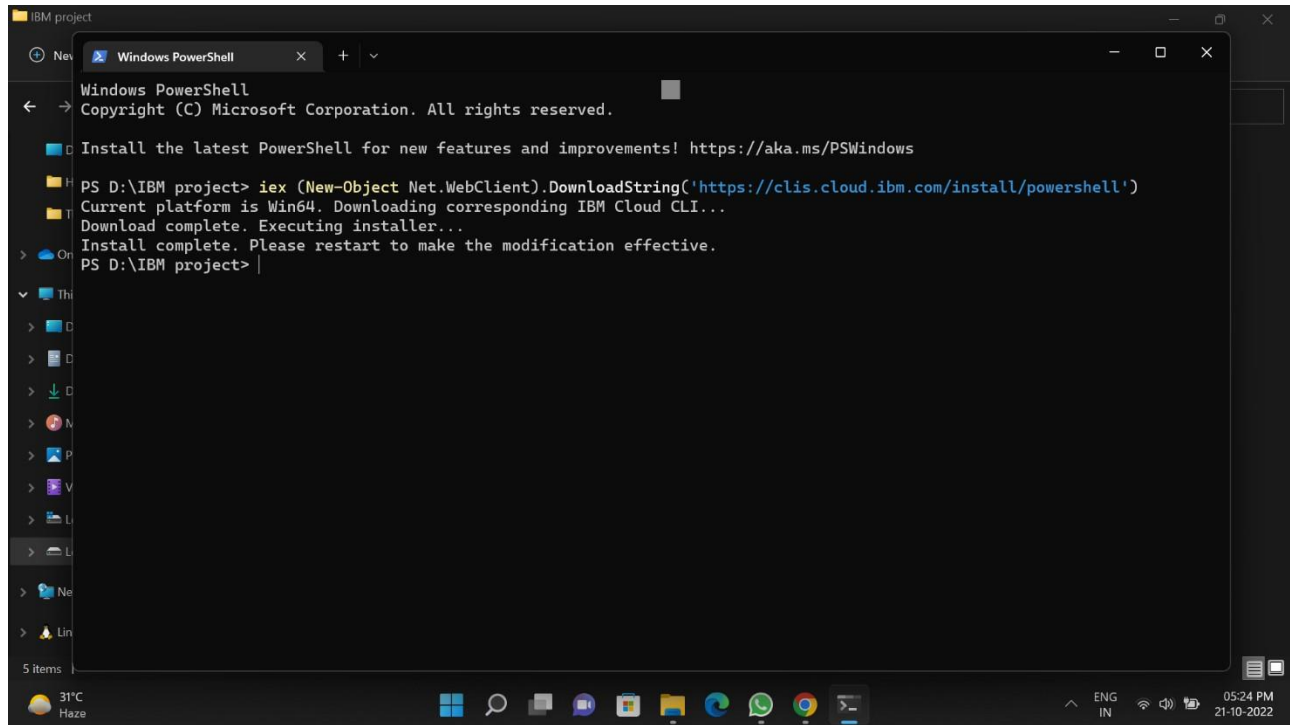 IBM project
Windows PowerShell
Windows PowerShell
Copyright (C) Microsoft Corporation. All rights reserved.
Install the latest PowerShell for new features and improvements! https://aka.ms/PSWindows
PS D:\IBM project> iex (New-Object Net.WebClient).DownloadString('https://clis.cloud.ibm.com/install/powershell')
Current platform is Win64. Downloading corresponding IBM Cloud CLI...
Download complete. Executing installer...
Install complete. Please restart to make the modification effective.
PS D:\IBM project>
5 items
31°C
Haze
ENG
IN
05:24 PM
21-10-2022